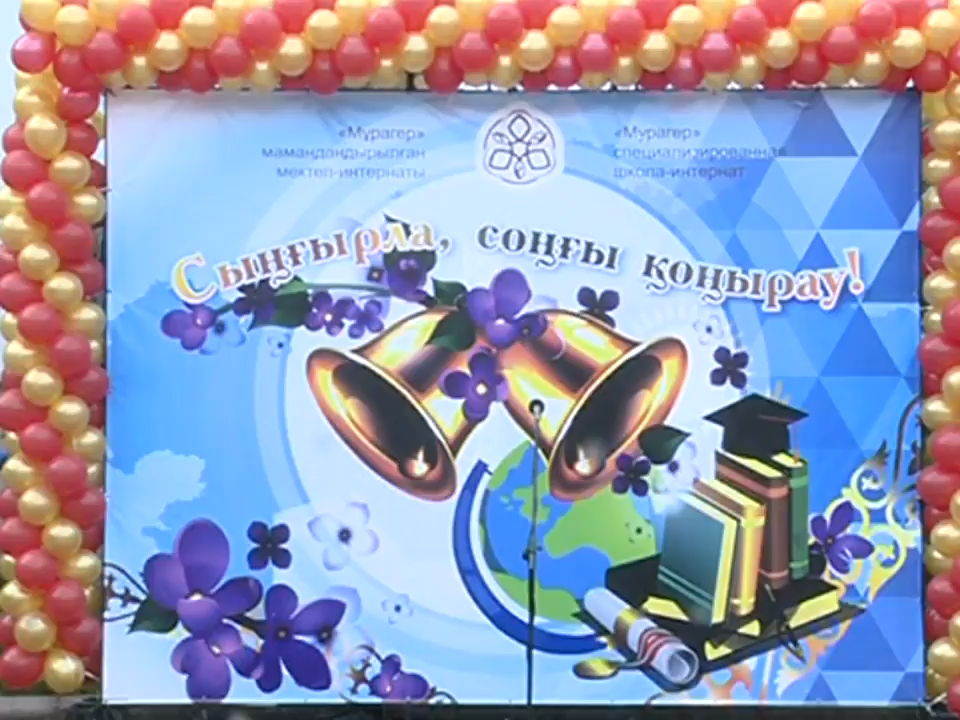 «Мұрагер»
мамандандырылған
мектеп-интернаты
«Мурагер»
специализированная
школа-интернат
Сыңғырла, соңғы қоңырау!